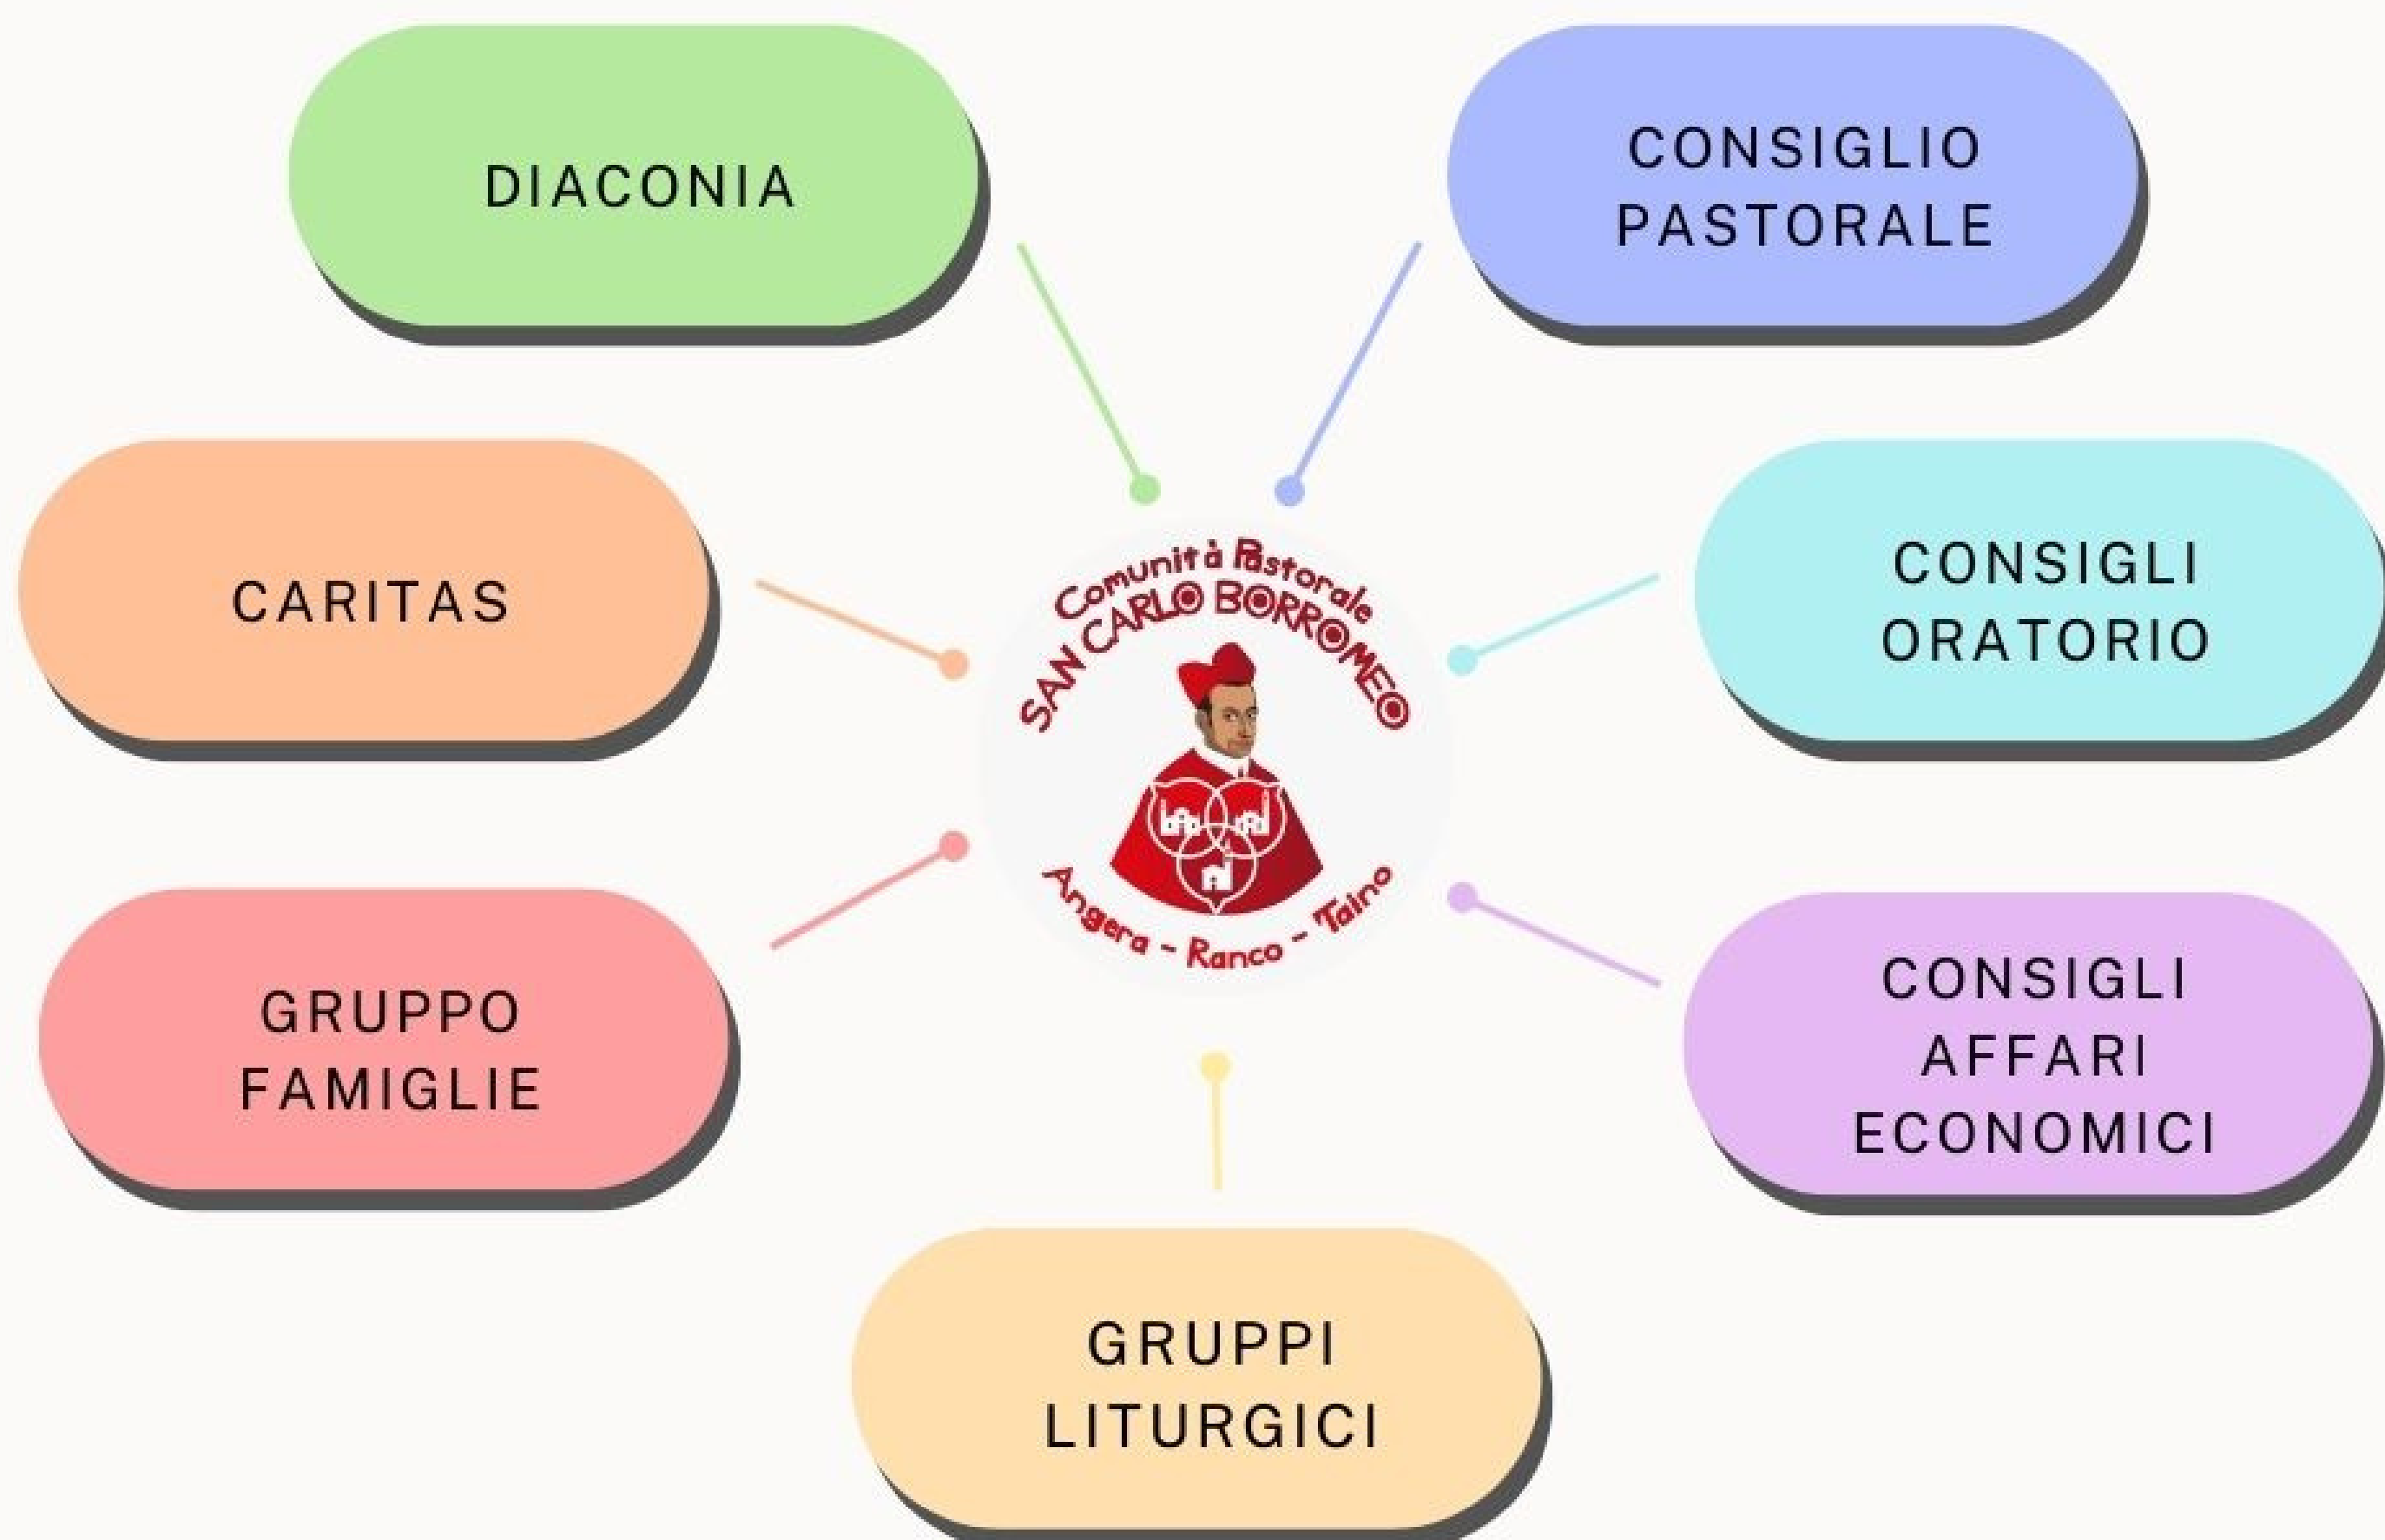 DIACONIA
CONSIGLIO
PASTORALE
CARITAS
CONSIGLI
ORATORIO
Comunità Pastorale
SAN CARLO BORROMEO
Angera - Ranco - Taino
GRUPPO
FAMIGLIE
CONSIGLI
AFFARI
ECONOMICI
GRUPPI
LITURGICI